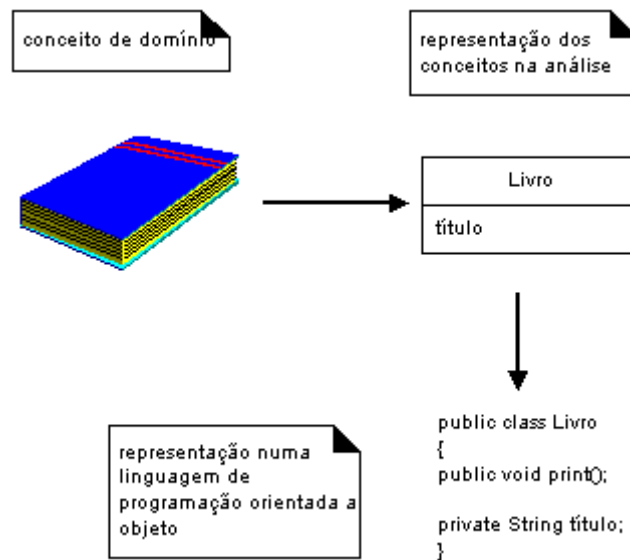 conceito de domínio
representação dos
conceitos na análise
Livro
título
representação numa
linguagem de
programação orientada a
objeto
public class Livro
{
public void print();
private String título;
}